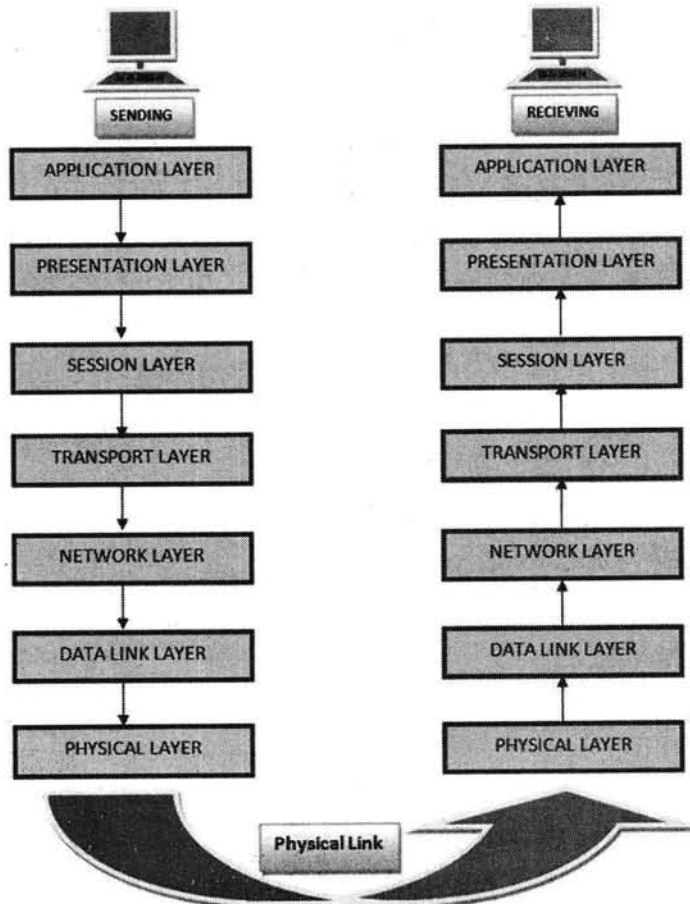 SENDING
APPLICATION LAYER
PRESENTATION LAYER
SESSION LAYER
TRANSPORT LAYER
NETWORK LAYER
DATA LINK LAYER
PHYSICAL LAYER
RECIEVING
APPLICATION LAYER
PRESENTATION LAYER
SESSION LAYER
TRANSPORT LAYER
NETWORK LAYER
DATA LINK LAYER
PHYSICAL LAYER
Physical Link